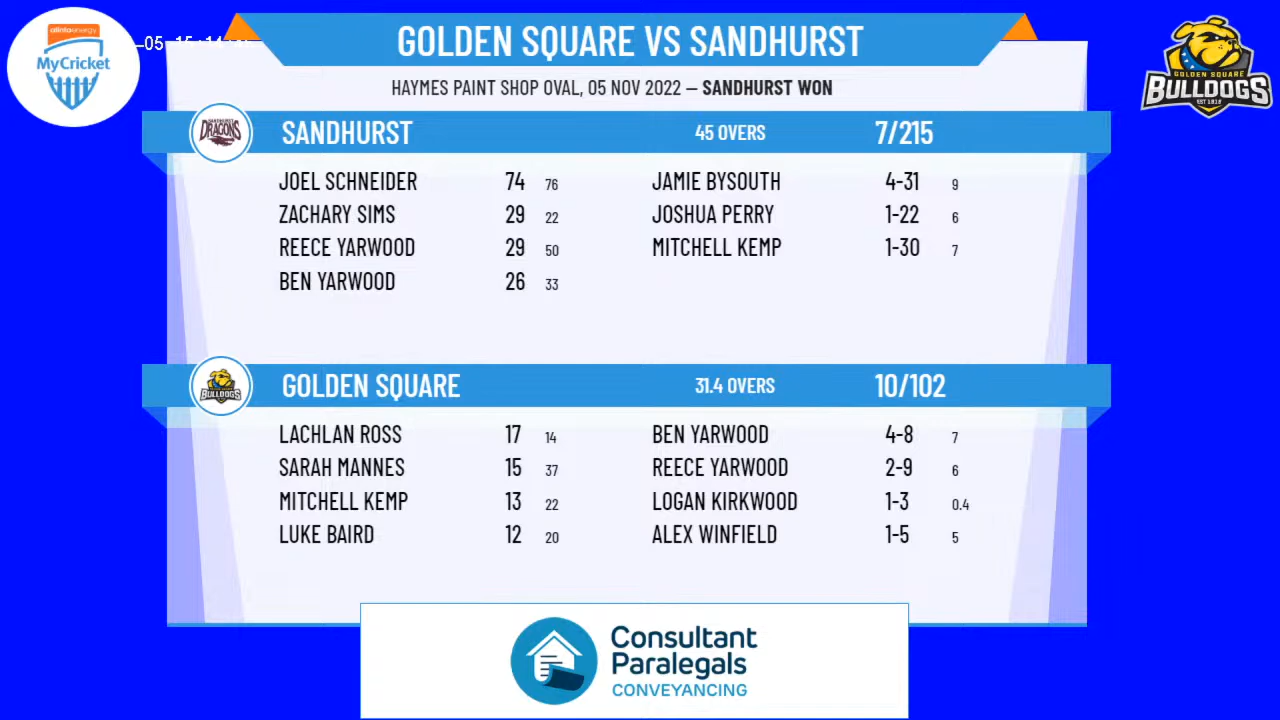 alintaenergy
MyCricket
GOLDEN SQUARE VS SANDHURST
HAYMES PAINT SHOP OVAL, 05 NOV 2022 – SANDHURST WON
GOLDEN SQUARE
BULLDOGS
DRAGONS
SANDHURST 45 OVERS 7/215
JOEL SCHNEIDER 74 76 JAMIE BYSOUTH 4-31 9
ZACHARY SIMS 29 22 JOSHUA PERRY 1-22 6
REECE YARWOOD 29 50 MITCHELL KEMP 1-30 7
BEN YARWOOD 26 33
BULLDOGS
GOLDEN SQUARE 31.4 OVERS 10/102
LACHLAN ROSS 17 14 BEN YARWOOD 4-8 7
SARAH MANNES 15 37 REECE YARWOOD 2-9 6
MITCHELL KEMP 13 22 LOGAN KIRKWOOD 1-3 0.4
LUKE BAIRD 12 20 ALEX WINFIELD 1-5 5
Consultant
Paralegals
CONVEYANCING